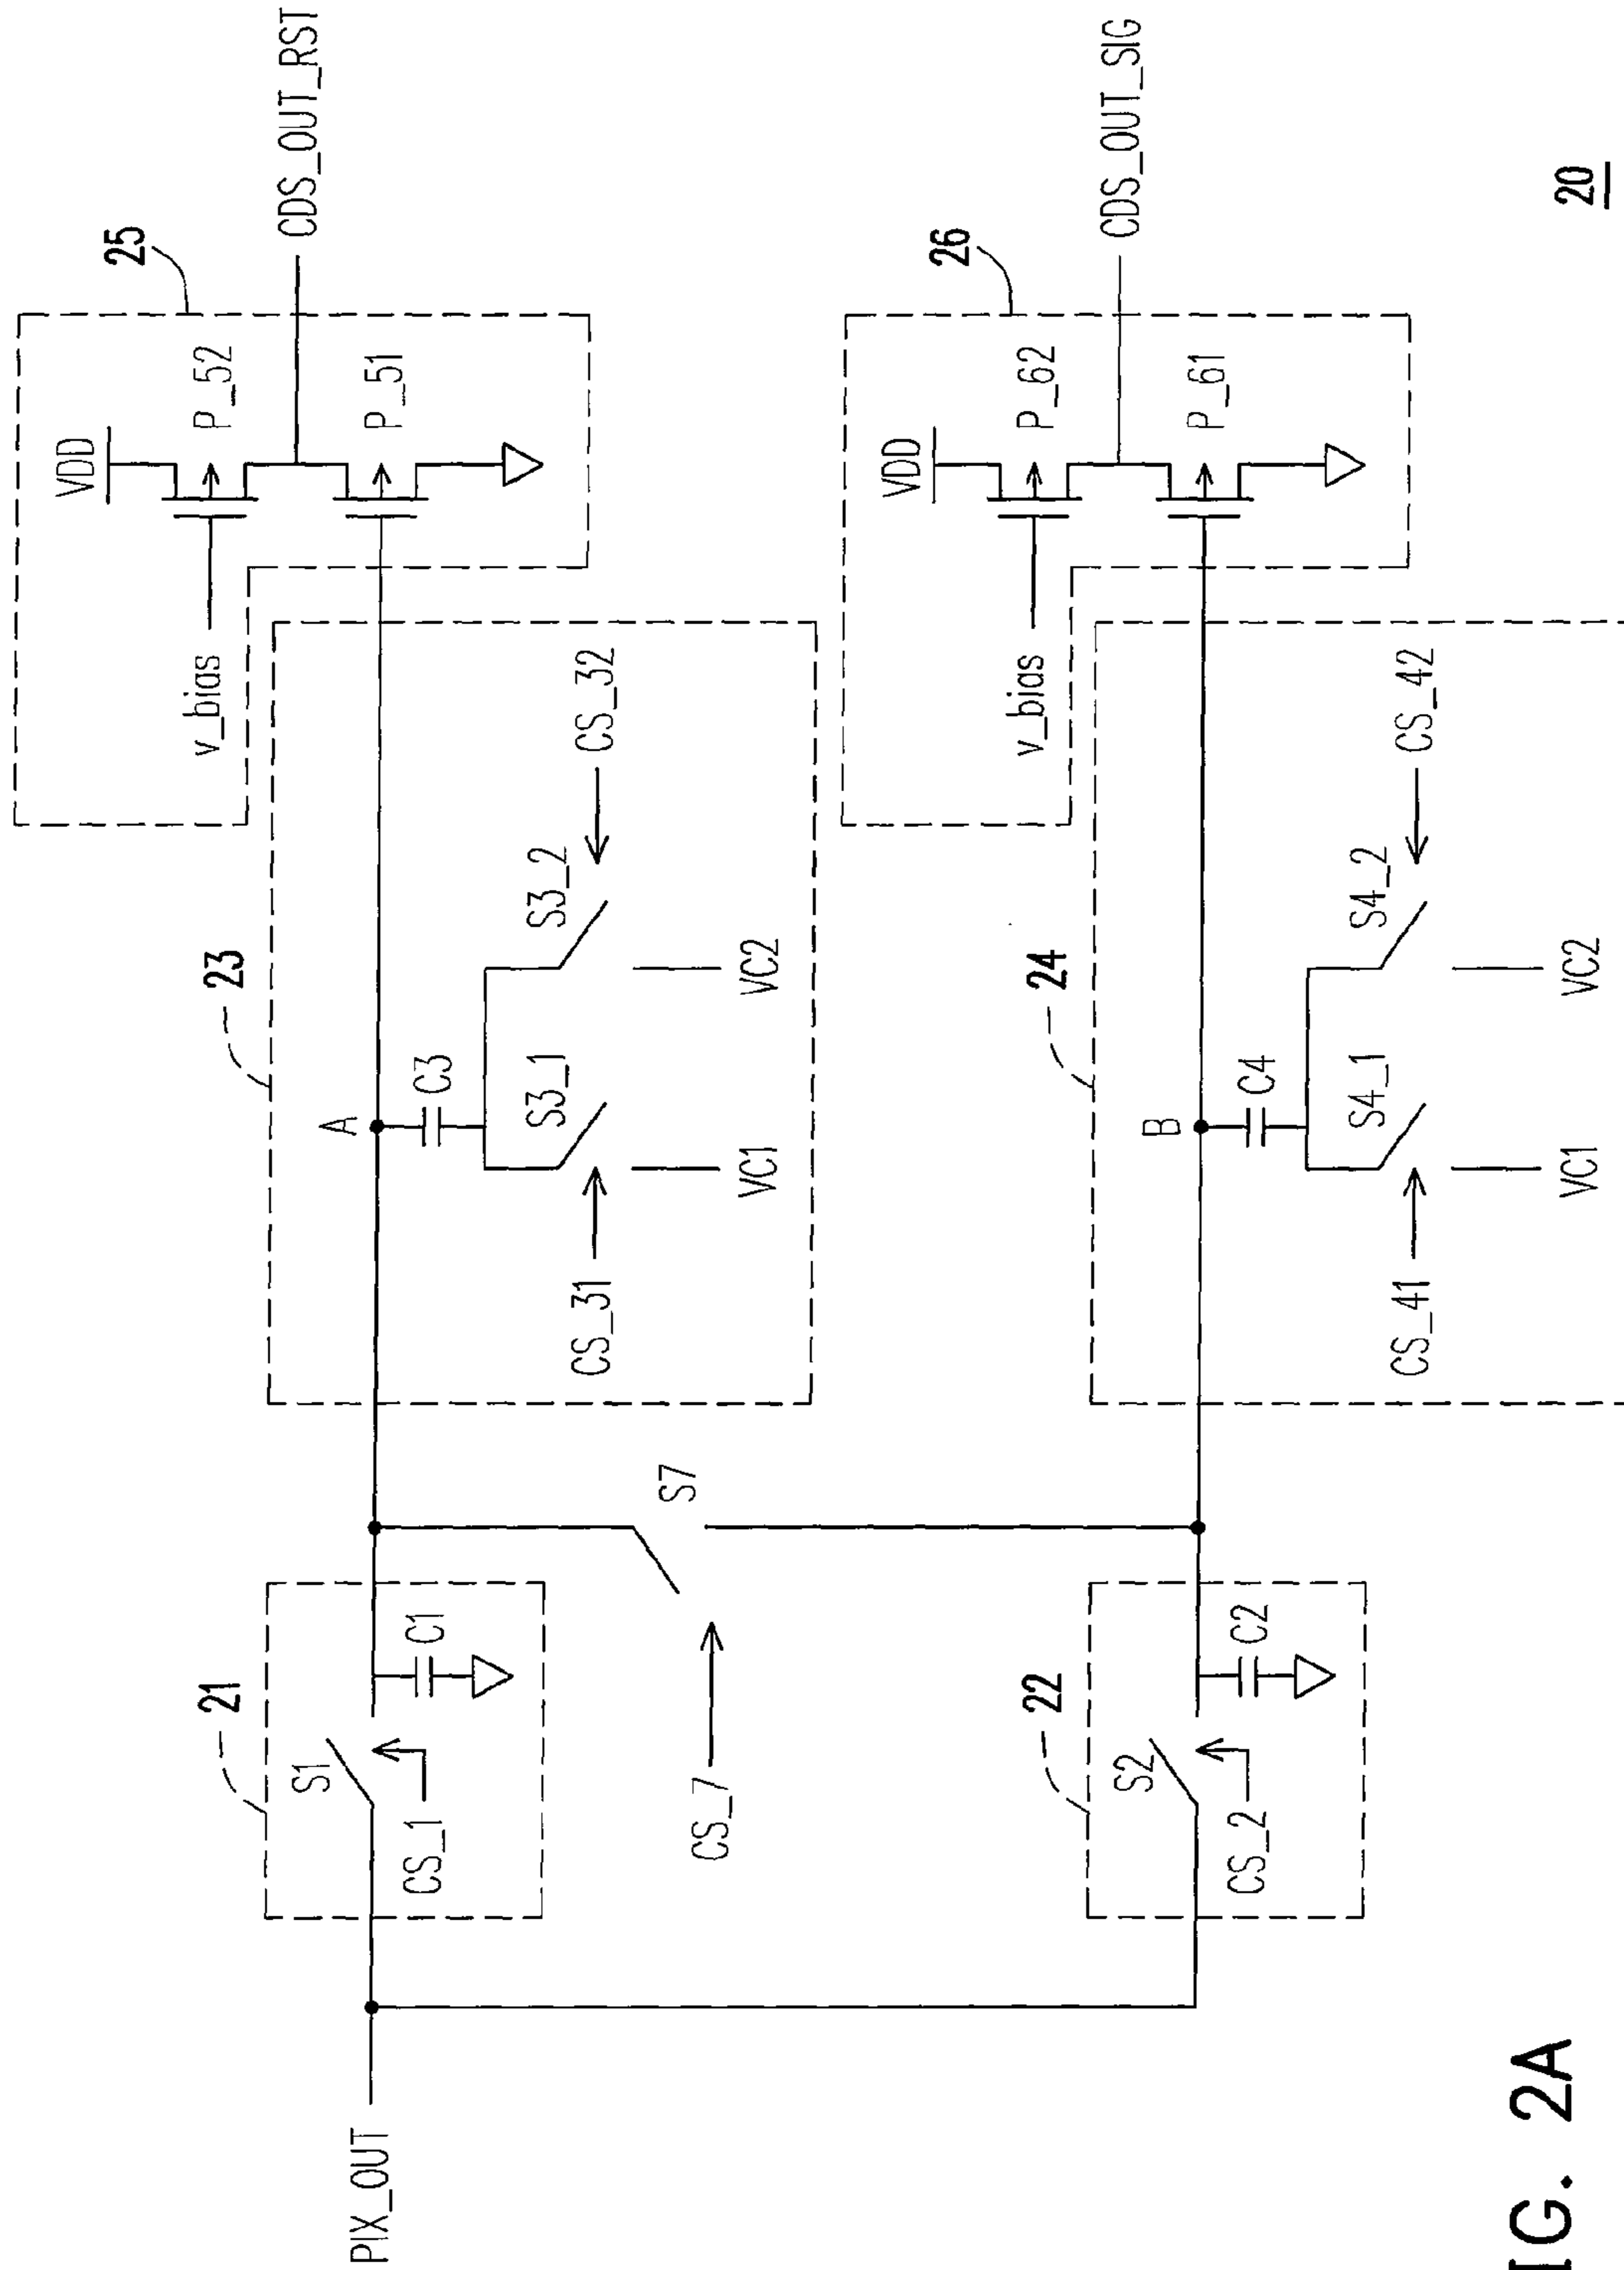 PIX_OUT
21
S1
CS_1
C1
CS_7
S7
22
S2
CS_2
C2
23
A
C3
S3_1
S3_2
CS_31
CS_32
VC1
VC2
24
B
C4
S4_1
S4_2
CS_41
CS_42
VC1
VC2
25
VDD
P_52
v_bias
P_51
CDS_OUT_RST
26
VDD
P_62
v_bias
P_61
CDS_OUT_SIG
20
IG. 2A